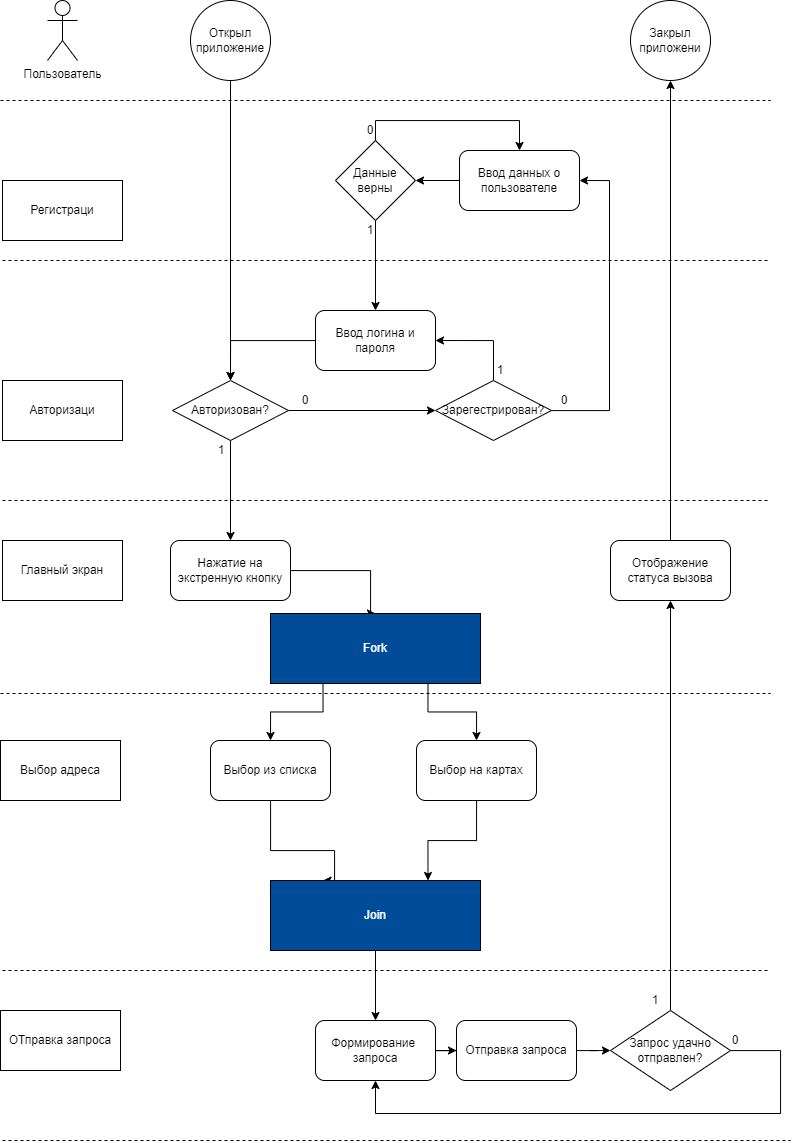 Открыл
приложение
Закрыл
приложени
Пользователь
0
Данные
верны
Ввод данных о
пользователе
Регистраци
1
Ввод логина и
пароля
1
Авторизаци
Авторизован?
0
Зарегестрирован?
0
1
Главный экран
Нажатие на
экстренную кнопку
Отображение
статуса вызова
Fork
Выбор адреса
Выбор из списка
Выбор на картах
Join
1
ОТправка запроса
Формирование
запроса
Отправка запроса
Запрос удачно
отправлен?
0